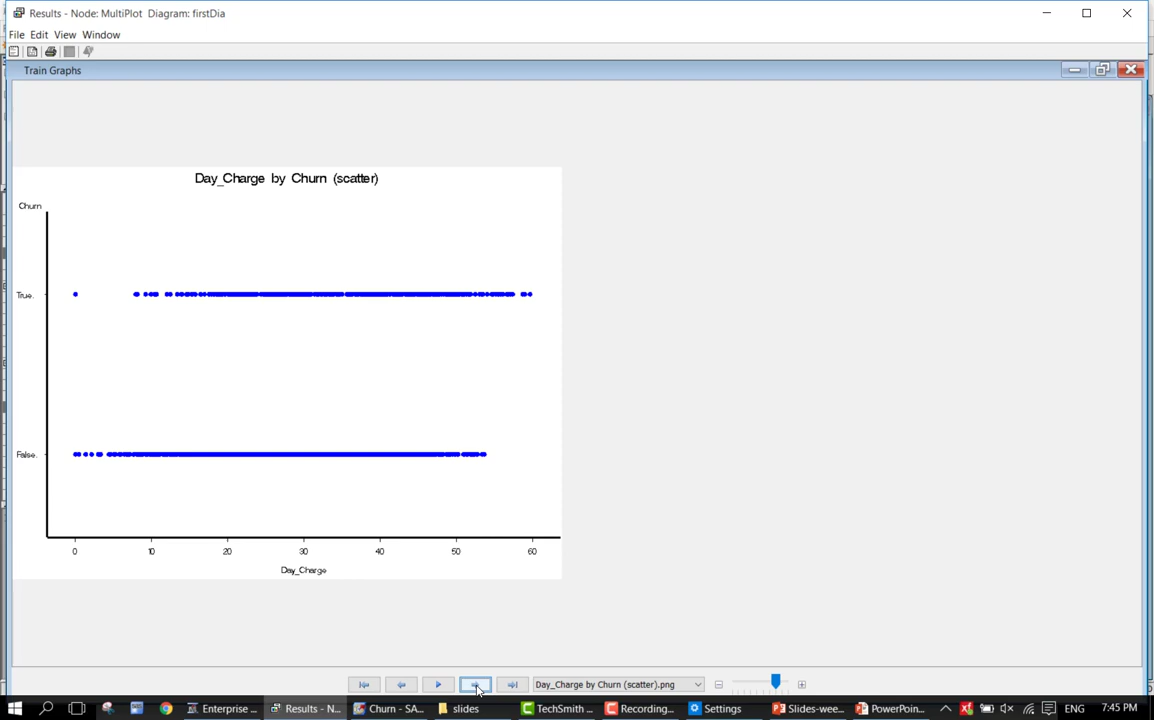 Results - Node: MultiPlot  Diagram: firstDia
File Edit View Window
Train Graphs
Day_Charge by Churn (scatter)
Churn
True.
False.
0 10 20 30 40 50 60
Day_Charge
Day_Charge by Churn (scatter).png
Enterprise ... Results - N... Churn - SA... slides TechSmith ... Recording... Settings Slides-wee... PowerPoin... ENG 7:45 PM